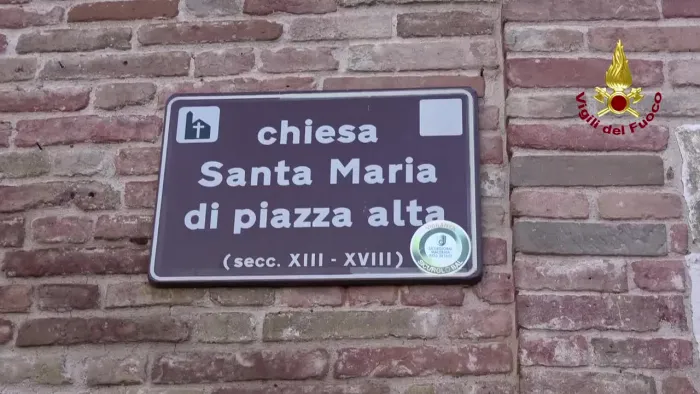 Vigili del Fuoco
chiesa
Santa Maria
di piazza alta
(secc. XIII - XVIII)